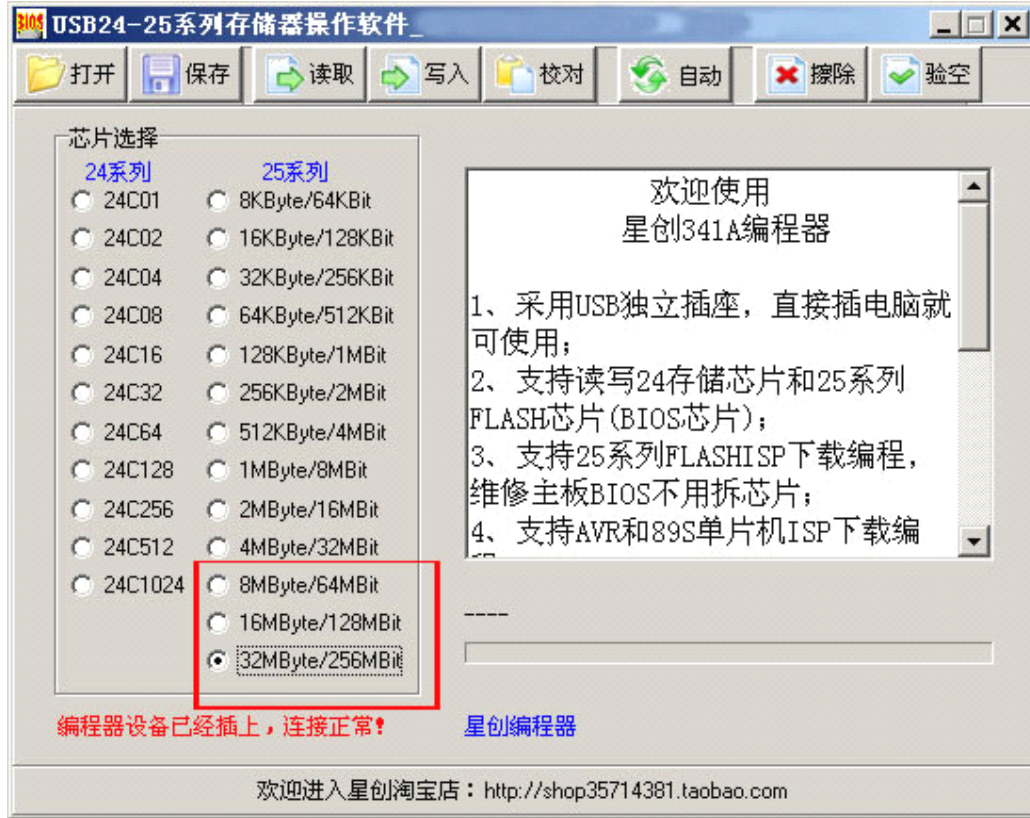 BIOS USB24-25系列存储器操作软件_
打开 保存 读取 写入 校对 自动 擦除 验空
芯片选择
24系列 25系列
24C01 8KByte/64KBit
24C02 16KByte/128KBit
24C04 32KByte/256KBit
24C08 64KByte/512KBit
24C16 128KByte/1MBit
24C32 256KByte/2MBit
24C64 512KByte/4MBit
24C128 1MByte/8MBit
24C256 2MByte/16MBit
24C512 4MByte/32MBit
24C1024 8MByte/64MBit
16MByte/128MBit
32MByte/256MBit
欢迎使用
星创341A编程器
1、采用USB独立插座，直接插电脑就
可使用;
2、支持读写24存储芯片和25系列
FLASH芯片(BIOS芯片);
3、支持25系列FLASHISP下载编程，
维修主板BIOS不用拆芯片;
4、支持AVR和89S单片机ISP下载编
----
编程器设备已经插上，连接正常!
星创编程器
欢迎进入星创淘宝店：http://shop35714381.taobao.com